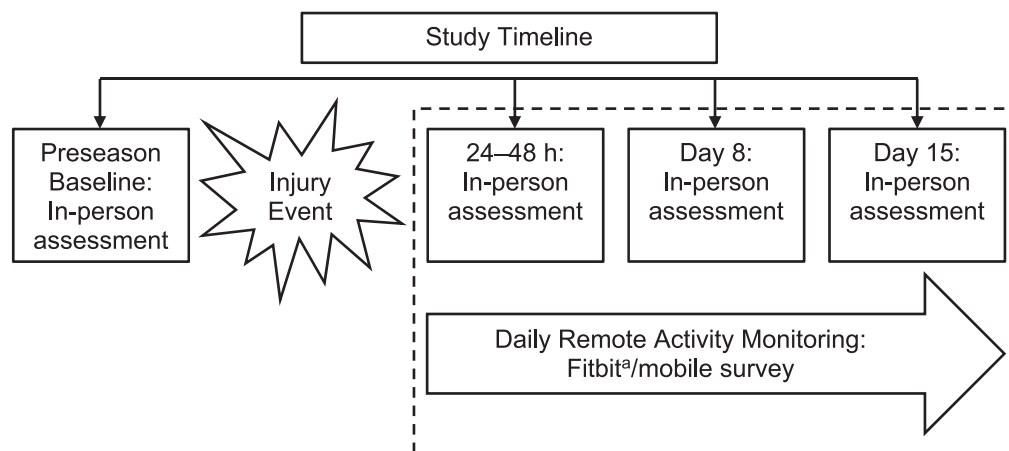 Study Timeline
Preseason
Baseline:
In-person
assessment
Injury
Event
24–48 h:
In-person
assessment
Day 8:
In-person
assessment
Day 15:
In-person
assessment
Daily Remote Activity Monitoring:
Fitbitᵃ/mobile survey